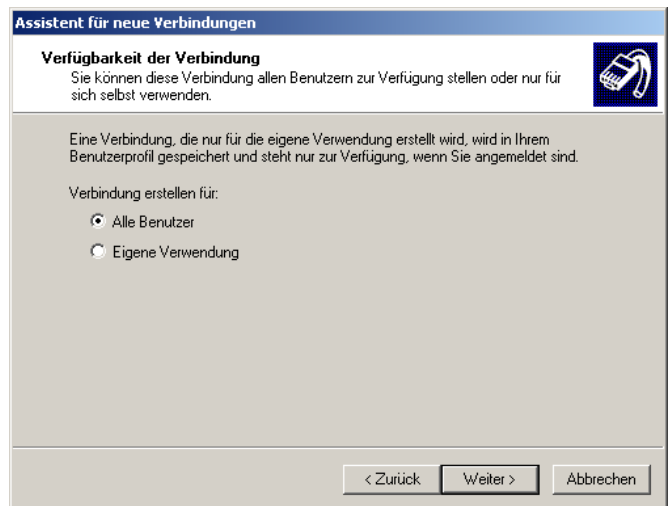 Assistent für neue Verbindungen
Verfügbarkeit der Verbindung
Sie können diese Verbindung allen Benutzern zur Verfügung stellen oder nur für
sich selbst verwenden.
Eine Verbindung, die nur für die eigene Verwendung erstellt wird, wird in Ihrem
Benutzerprofil gespeichert und steht nur zur Verfügung, wenn Sie angemeldet sind.
Verbindung erstellen für:
Alle Benutzer
Eigene Verwendung
< Zurück Weiter > Abbrechen